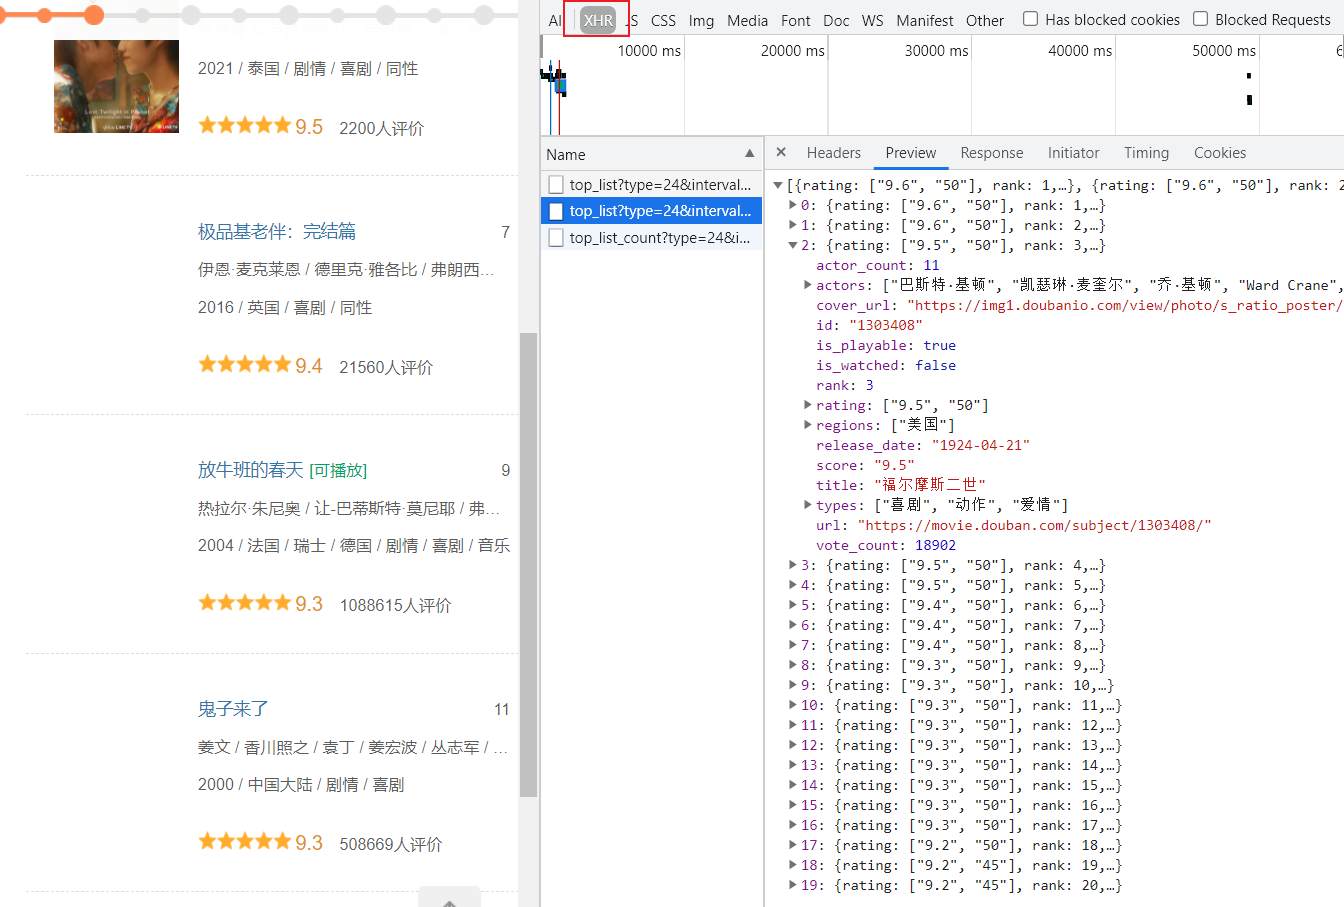 2021 / 泰国 / 剧情 / 喜剧 / 同性
9.5 2200人评价
极品基老伴：完结篇 7
伊恩·麦克莱恩 / 德里克·雅各比 / 弗朗西...
2016 / 英国 / 喜剧 / 同性
9.4 21560人评价
放牛班的春天 [可播放] 9
热拉尔·朱尼奥 / 让-巴蒂斯特·莫尼耶 / 弗...
2004 / 法国 / 瑞士 / 德国 / 剧情 / 喜剧 / 音乐
9.3 1088615人评价
鬼子来了 11
姜文 / 香川照之 / 袁丁 / 姜宏波 / 丛志军 / ...
2000 / 中国大陆 / 剧情 / 喜剧
9.3 508669人评价
XHR JS CSS Img Media Font Doc WS Manifest Other Has blocked cookies Blocked Requests
10000 ms 20000 ms 30000 ms 40000 ms 50000 ms
Name
top_list?type=24&interval...
top_list?type=24&interval...
top_list_count?type=24&i...
× Headers Preview Response Initiator Timing Cookies
[{rating: ["9.6", "50"], rank: 1,…}, {rating: ["9.6", "50"], rank: 2
0: {rating: ["9.6", "50"], rank: 1,…}
1: {rating: ["9.6", "50"], rank: 2,…}
2: {rating: ["9.5", "50"], rank: 3,…}
actor_count: 11
actors: ["巴斯特·基顿", "凯瑟琳·麦奎尔", "乔·基顿", "Ward Crane",
cover_url: "https://img1.doubanio.com/view/photo/s_ratio_poster/
id: "1303408"
is_playable: true
is_watched: false
rank: 3
rating: ["9.5", "50"]
regions: ["美国"]
release_date: "1924-04-21"
score: "9.5"
title: "福尔摩斯二世"
types: ["喜剧", "动作", "爱情"]
url: "https://movie.douban.com/subject/1303408/"
vote_count: 18902
3: {rating: ["9.5", "50"], rank: 4,…}
4: {rating: ["9.5", "50"], rank: 5,…}
5: {rating: ["9.4", "50"], rank: 6,…}
6: {rating: ["9.4", "50"], rank: 7,…}
7: {rating: ["9.4", "50"], rank: 8,…}
8: {rating: ["9.3", "50"], rank: 9,…}
9: {rating: ["9.3", "50"], rank: 10,…}
10: {rating: ["9.3", "50"], rank: 11,…}
11: {rating: ["9.3", "50"], rank: 12,…}
12: {rating: ["9.3", "50"], rank: 13,…}
13: {rating: ["9.3", "50"], rank: 14,…}
14: {rating: ["9.3", "50"], rank: 15,…}
15: {rating: ["9.3", "50"], rank: 16,…}
16: {rating: ["9.3", "50"], rank: 17,…}
17: {rating: ["9.2", "50"], rank: 18,…}
18: {rating: ["9.2", "45"], rank: 19,…}
19: {rating: ["9.2", "45"], rank: 20,…}